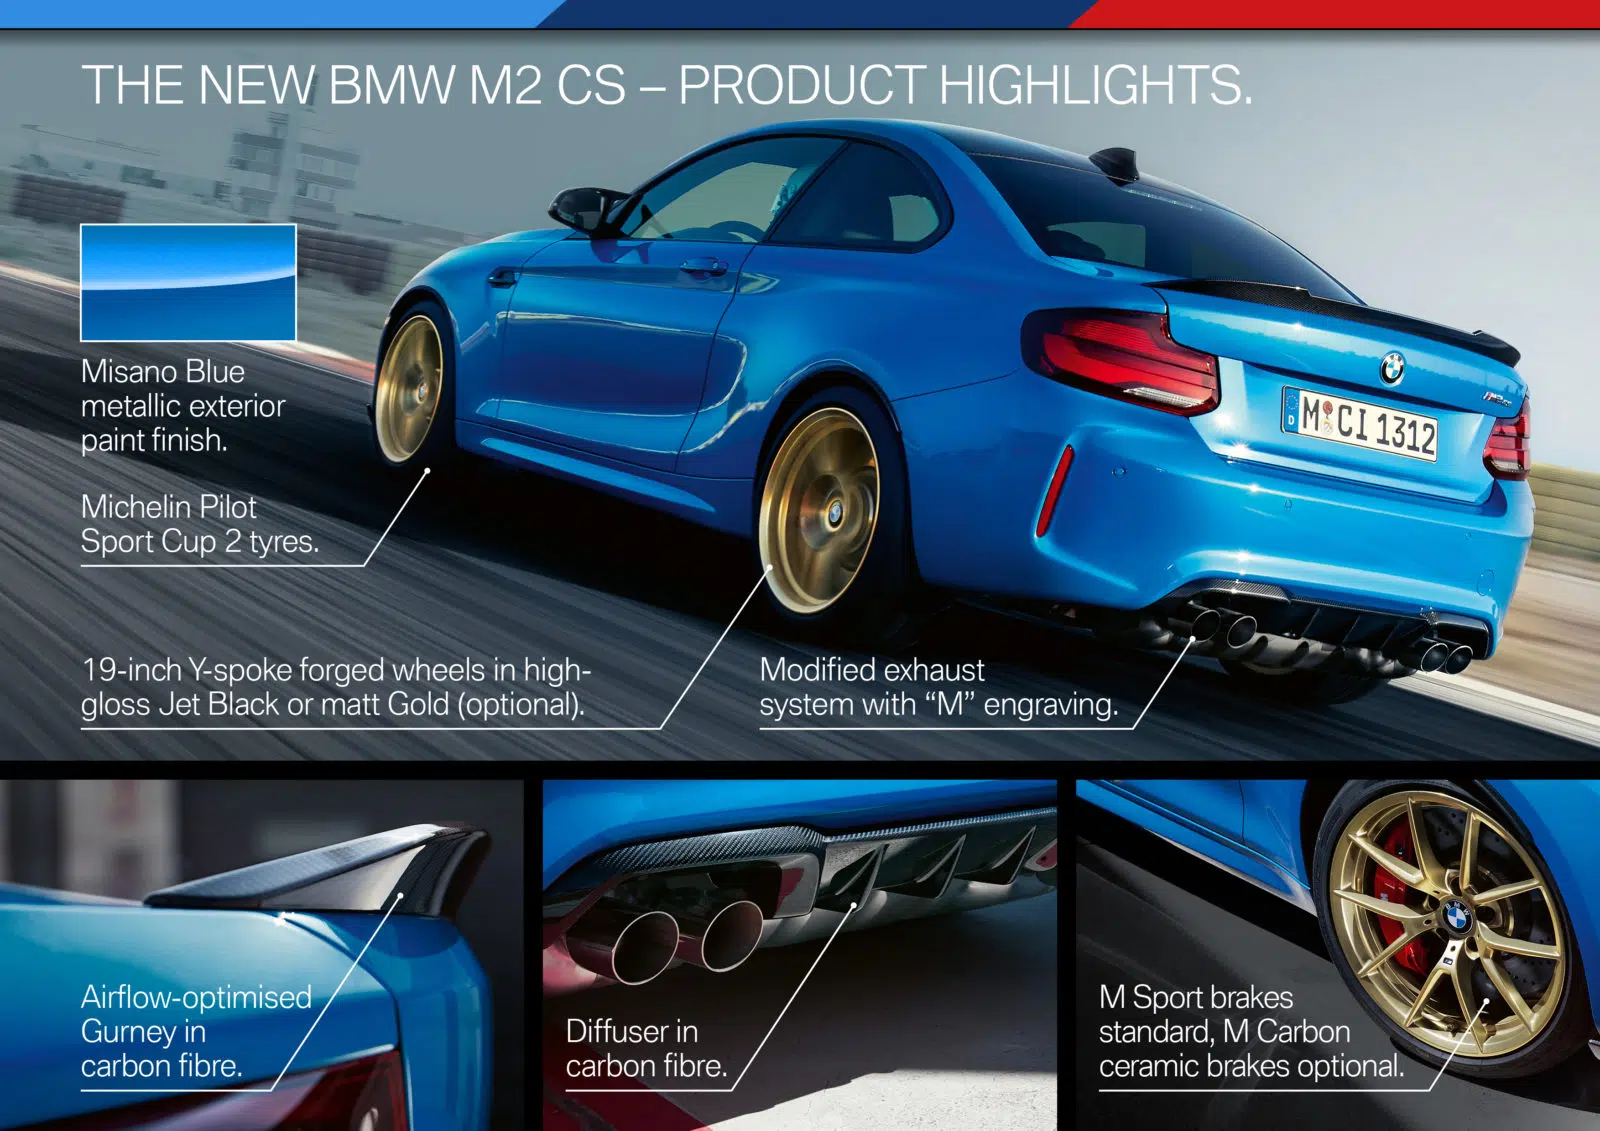 THE NEW BMW M2 CS – PRODUCT HIGHLIGHTS.
Misano Blue
metallic exterior
paint finish.
Michelin Pilot
Sport Cup 2 tyres.
M CI 1312
D
19-inch Y-spoke forged wheels in high-
gloss Jet Black or matt Gold (optional).
Modified exhaust
system with “M” engraving.
Airflow-optimised
Gurney in
carbon fibre.
Diffuser in
carbon fibre.
BMW
M Sport brakes
standard, M Carbon
ceramic brakes optional.